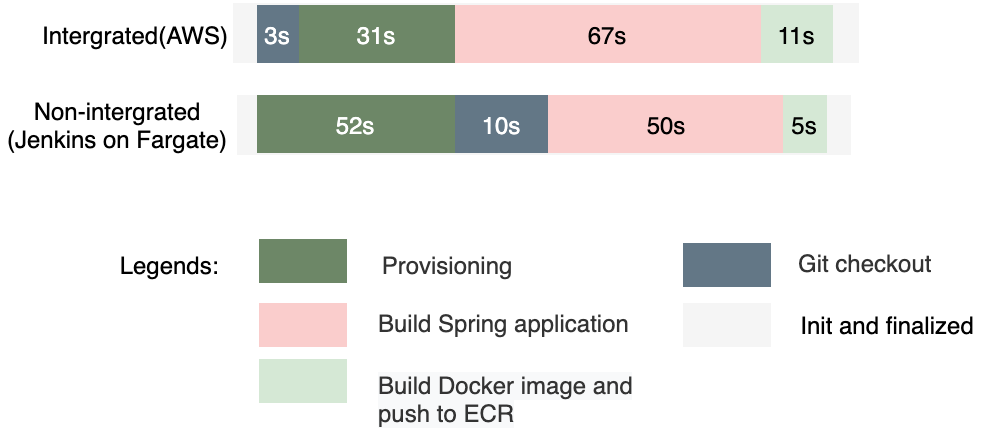 Intergrated(AWS)
3s
31s
67s
11s
Non-intergrated
(Jenkins on Fargate)
52s
10s
50s
5s
Legends:
Provisioning
Git checkout
Build Spring application
Init and finalized
Build Docker image and
push to ECR